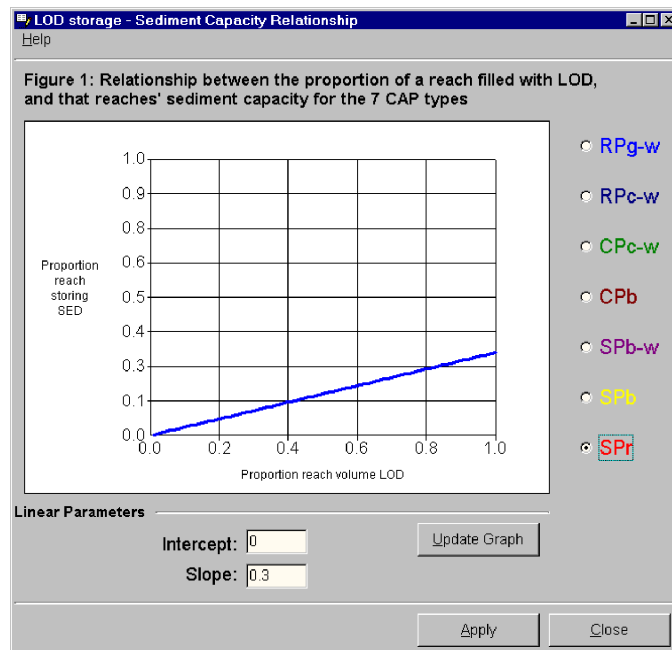 LOD storage - Sediment Capacity Relationship
Help
Figure 1: Relationship between the proportion of a reach filled with LOD,
and that reaches' sediment capacity for the 7 CAP types
1.0
0.9
0.8
0.6
0.5
0.4
0.3
0.1
0.0
Proportion
reach
storing
SED
0.0 0.2 0.4 0.6 0.8 1.0
Proportion reach volume LOD
RPg-w
RPc-w
CPc-w
CPb
SPb-w
SPb
SPr
Linear Parameters
Intercept: 0
Slope: 0.3
Update Graph
Apply Close